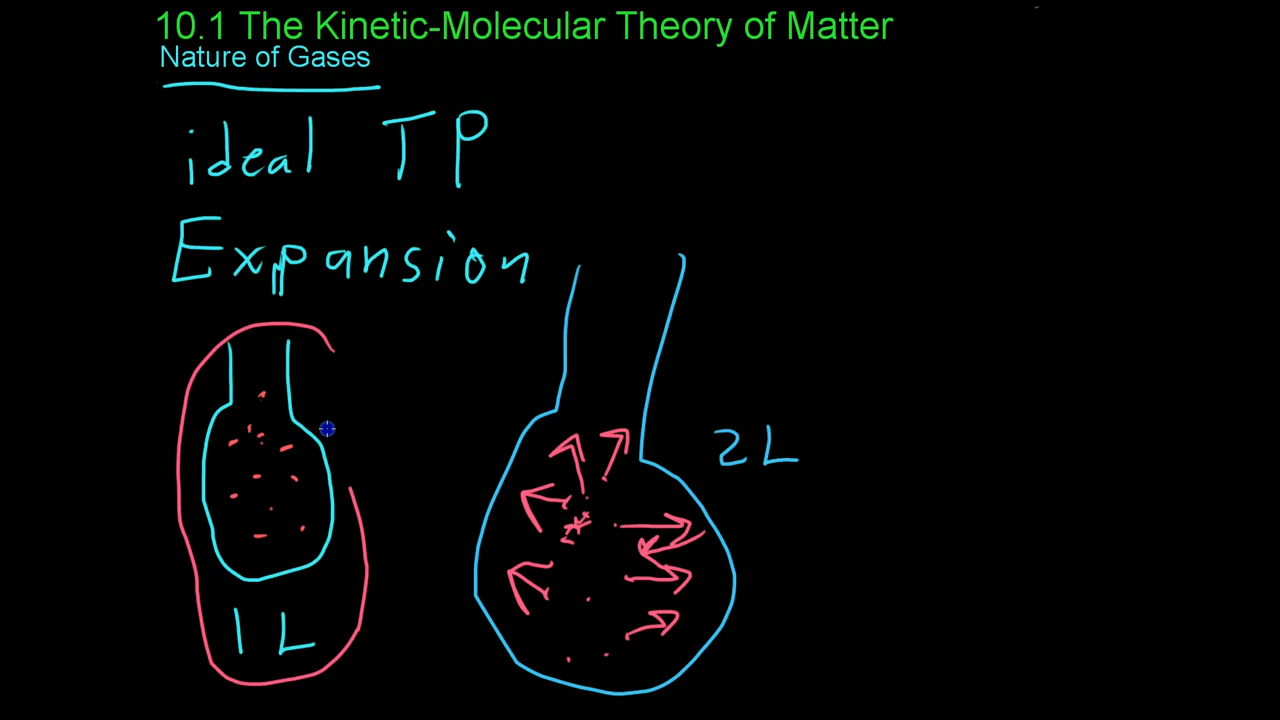 10.1 The Kinetic-Molecular Theory of Matter
Nature of Gases
ideal TP
Expansion
2L
1L